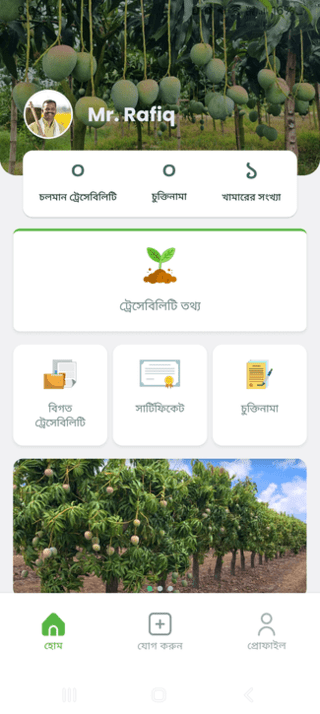 Mr. Rafiq
০ ০ ১
চলমান ট্রেসেবিলিটি চুক্তিনামা খামারের সংখ্যা
ট্রেসেবিলিটি তথ্য
বিগত
ট্রেসেবিলিটি
সার্টিফিকেট
চুক্তিনামা
হোম যোগ করুন প্রোফাইল